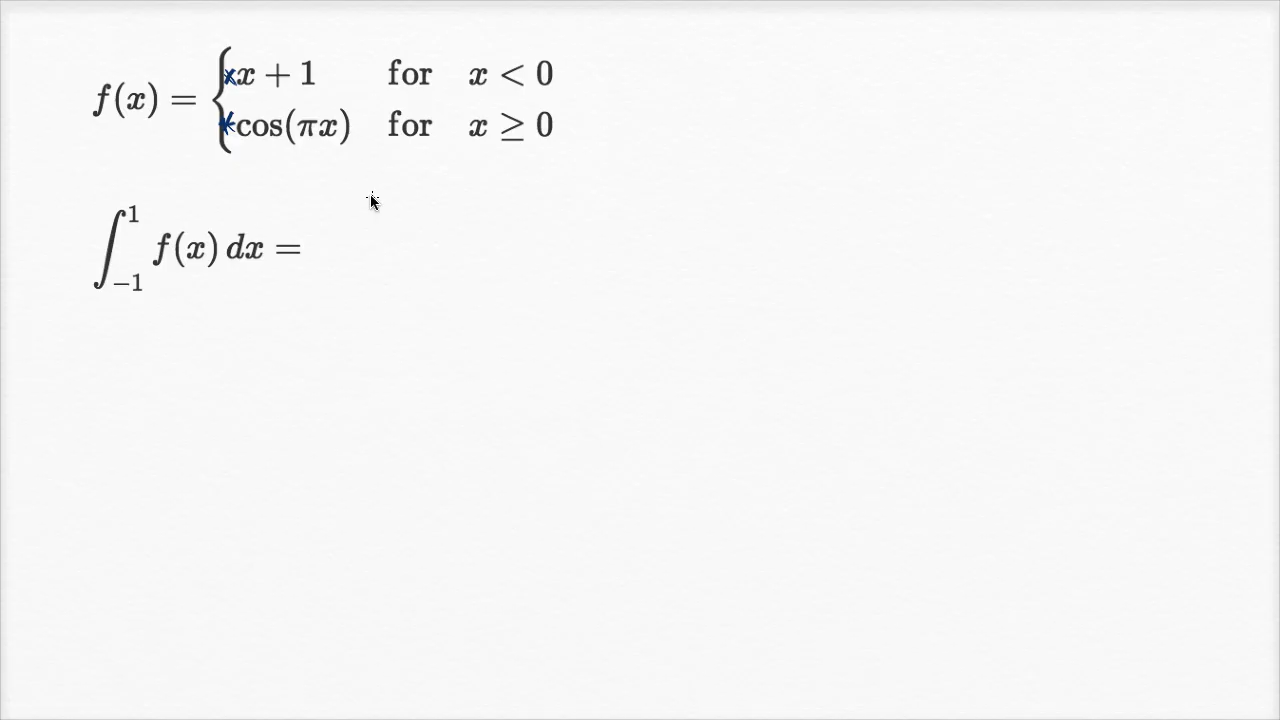 f(x) = { x + 1 for x < 0
cos(πx) for x ≥ 0
∫_{-1}^{1} f(x) dx =